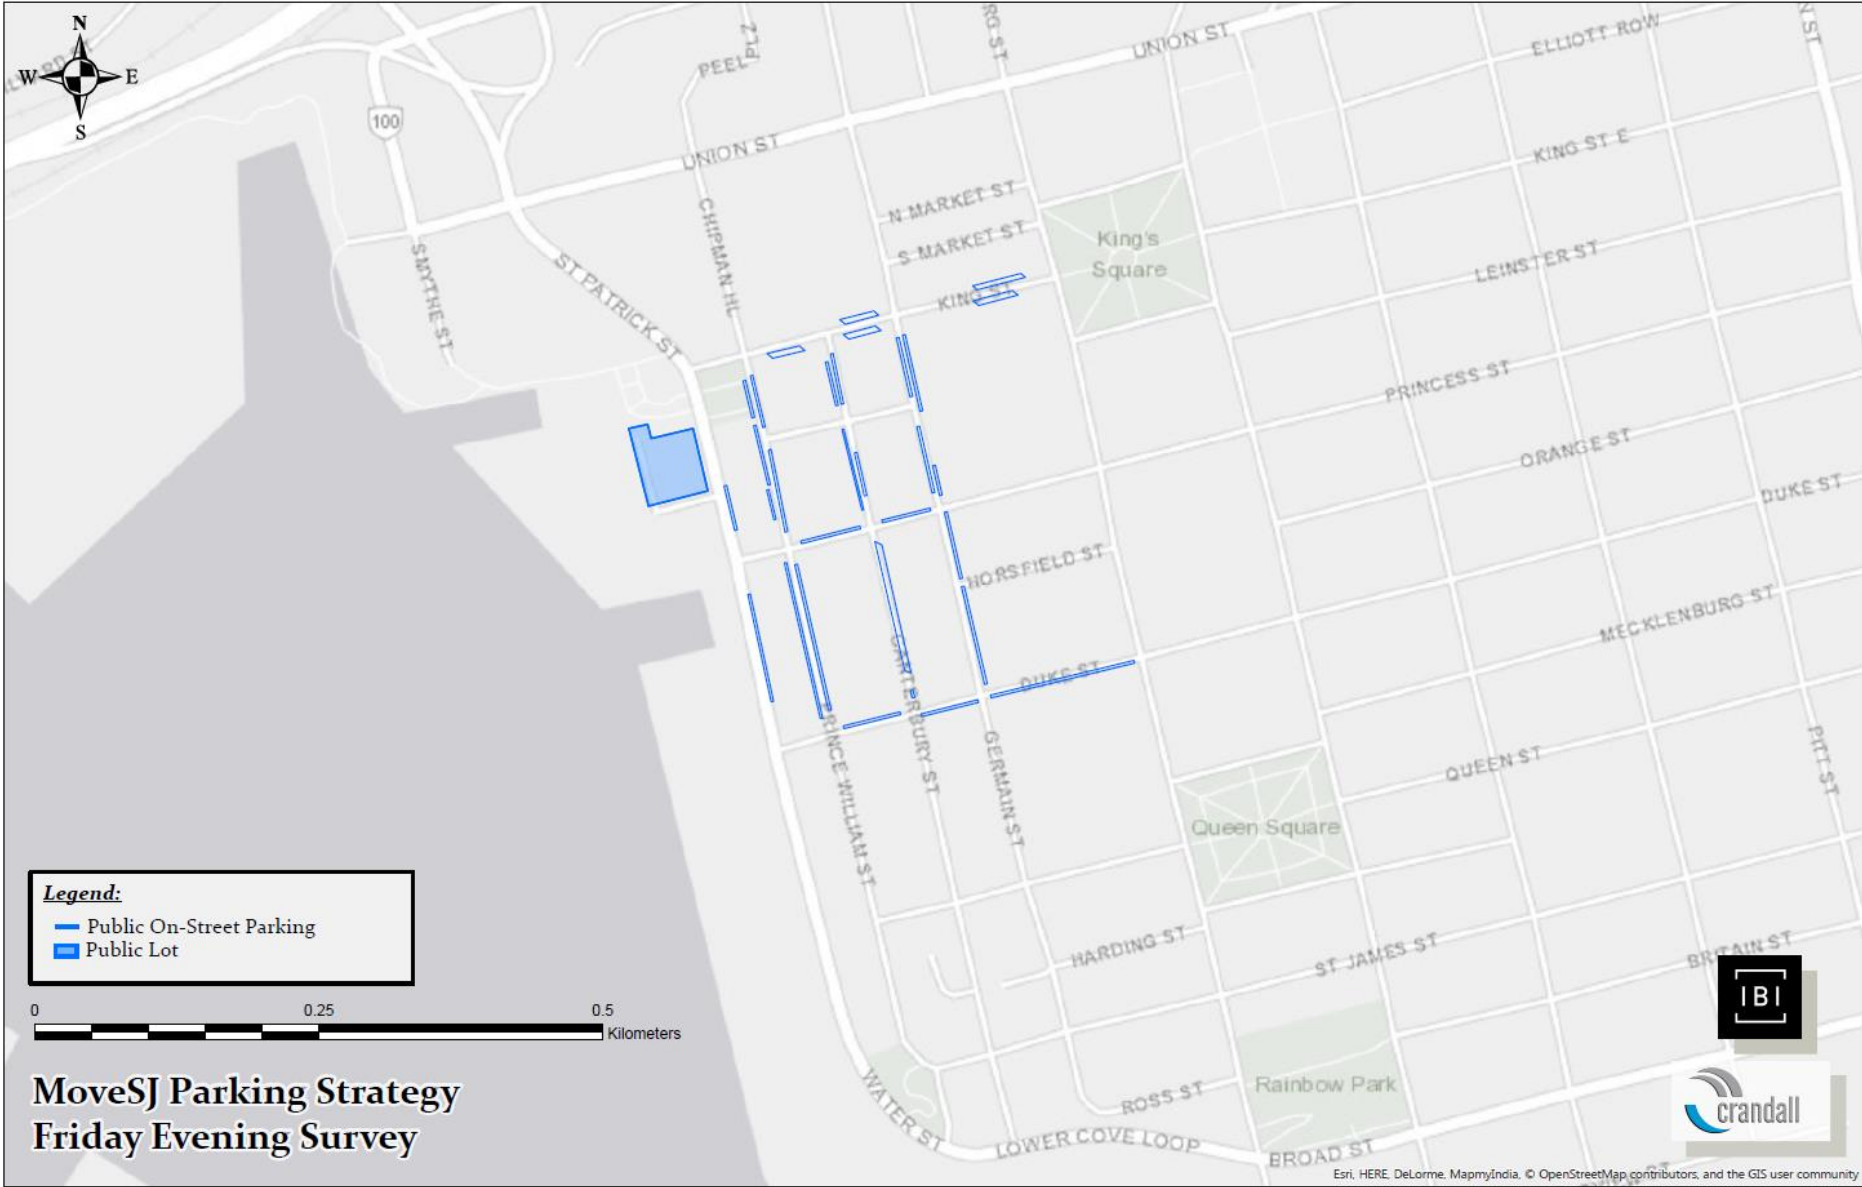 N
W E
S
100
PEEL PLZ
UNION ST
ELLIOTT ROW
UNION ST
KING ST E
N MARKET ST
S MARKET ST
CHIPMAN HL
King's
Square
SMYTHE ST
ST PATRICK ST
LEINSTER ST
KING ST
PRINCESS ST
ORANGE ST
DUKE ST
HORSFIELD ST
MECKLENBURG ST
DUKE ST
CANTERBURY ST
PRINCE WILLIAM ST
GERMAIN ST
QUEEN ST
PITT ST
Queen Square
Legend:
Public On-Street Parking
Public Lot
HARDING ST
ST JAMES ST
BRITAIN ST
IBI
0 0.25 0.5
Kilometers
MoveSJ Parking Strategy
Friday Evening Survey
WATER ST
ROSS ST
Rainbow Park
crandall
LOWER COVE LOOP
BROAD ST
Esri, HERE, DeLorme, MapmyIndia, © OpenStreetMap contributors, and the GIS user community